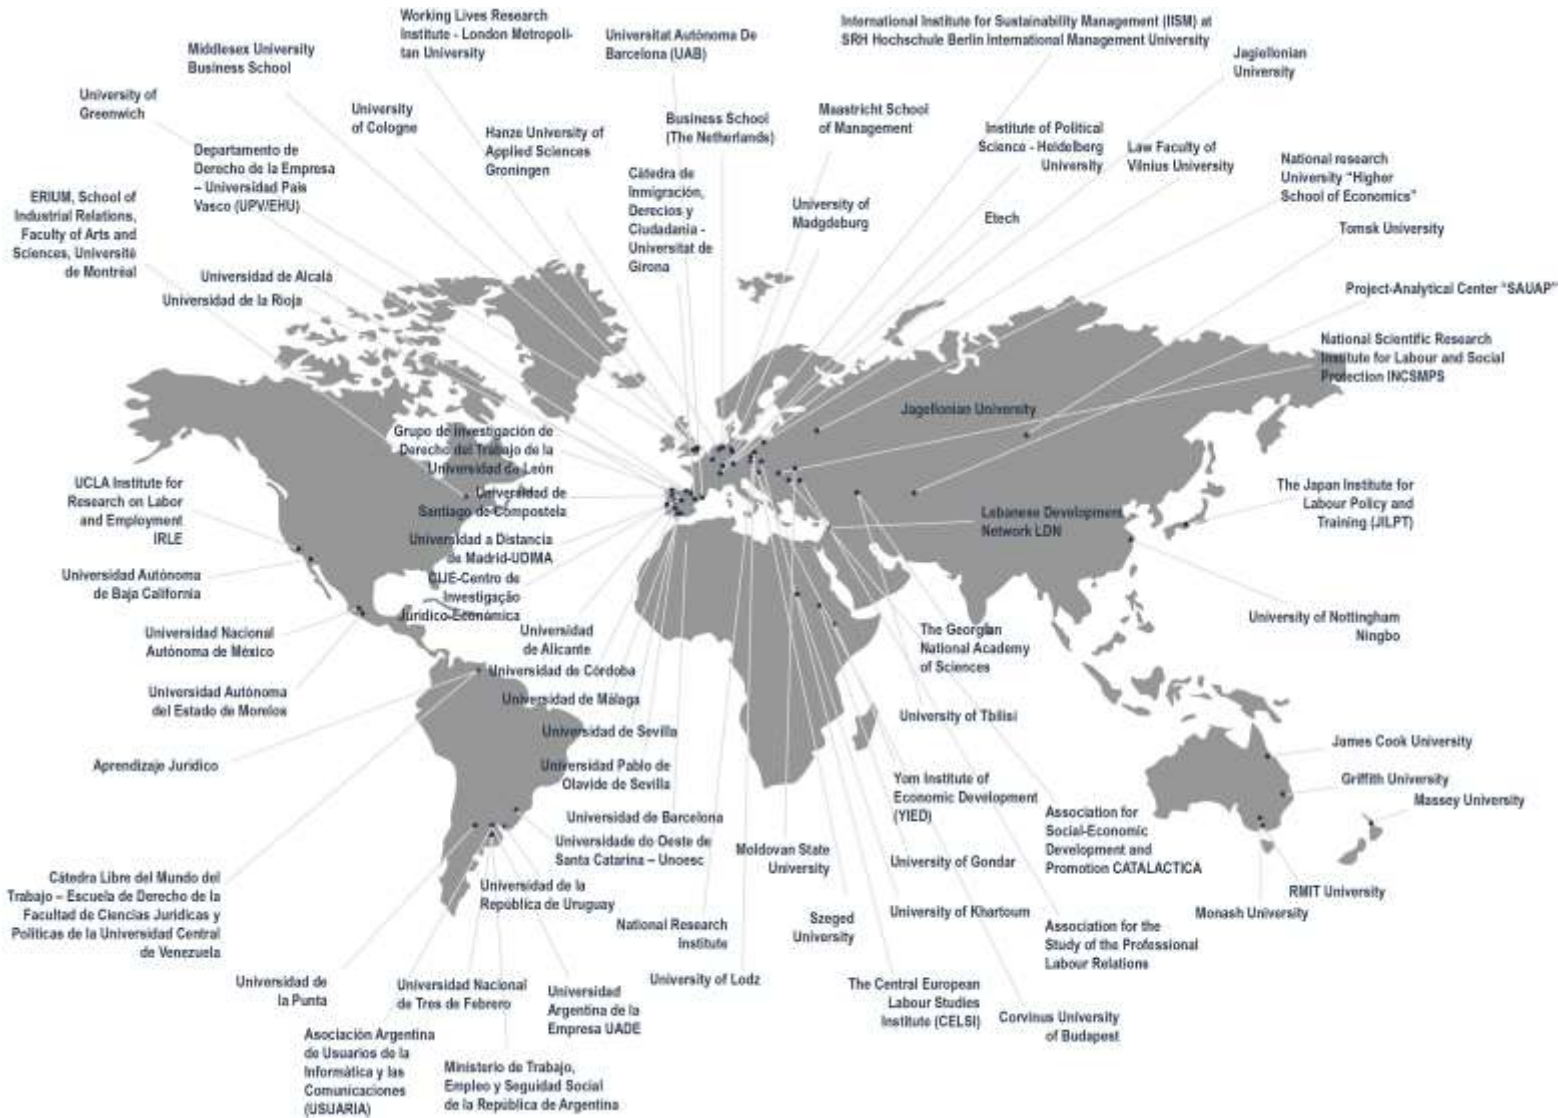 Working Lives Research
Institute - London Metropoli-
tan University
Universitat Autónoma De
Barcelona (UAB)
International Institute for Sustainability Management (IISM) at
SRH Hochschule Berlin International Management University
Middlesex University
Business School
Jagiellonian
University
University of
Greenwich
University
of Cologne
Hanze University of
Applied Sciences
Groningen
Business School
(The Netherlands)
Maastricht School
of Management
Institute of Political
Science - Heidelberg
University
Law Faculty of
Vilnius University
National research
University "Higher
School of Economics"
Departamento de
Derecho de la Empresa
– Universidad Pais
Vasco (UPV/EHU)
Cátedra de
Inmigración,
Derecios y
Ciudadania -
Universitat de
Girona
University of
Madgdeburg
Etech
Tomsk University
ERIUM, School of
Industrial Relations,
Faculty of Arts and
Sciences, Université
de Montréal
Universidad de Alcalá
Universidad de la Rioja
Project-Analytical Center "SAUAP"
National Scientific Research
Institute for Labour and Social
Protection INCSMPS
Jagellonian University
Grupo de Investigación de
Derecho del Trabajo de la
Universidad de León
UCLA Institute for
Research on Labor
and Employment
IRLE
Universidad de
Santiago de Compostela
The Japan Institute for
Labour Policy and
Training (JILPT)
Lebanese Development
Network LDN
Universidad a Distancia
de Madrid-UDIMA
Universidad Autónoma
de Baja California
CIJE-Centro de
Investigação
Jurídico-Económica
Universidad Nacional
Autónoma de México
Universidad
de Alicante
The Georgian
National Academy
of Sciences
University of Nottingham
Ningbo
Universidad de Córdoba
Universidad Autónoma
del Estado de Morelos
Universidad de Málaga
University of Tbilisi
Universidad de Sevilla
James Cook University
Aprendizaje Jurídico
Universidad Pablo de
Olavide de Sevilla
Yom Institute of
Economic Development
(YIED)
Griffith University
Massey University
Universidad de Barcelona
Association for
Social-Economic
Development and
Promotion CATALACTICA
Universidade do Oeste de
Santa Catarina – Unoesc
Moldovan State
University
University of Gondar
Cátedra Libre del Mundo del
Trabajo – Escuela de Derecho de la
Facultad de Ciencias Jurídicas y
Políticas de la Universidad Central
de Venezuela
Universidad de la
República de Uruguay
RMIT University
Monash University
National Research
Institute
Szeged
University
University of Khartoum
Association for the
Study of the Professional
Labour Relations
Universidad de
la Punta
Universidad Nacional
de Tres de Febrero
Universidad
Argentina de la
Empresa UADE
University of Lodz
The Central European
Labour Studies
Institute (CELSI)
Corvinus University
of Budapest
Asociación Argentina
de Usuarios de la
Informática y las
Comunicaciones
(USUARIA)
Ministerio de Trabajo,
Empleo y Seguidad Social
de la República de Argentina